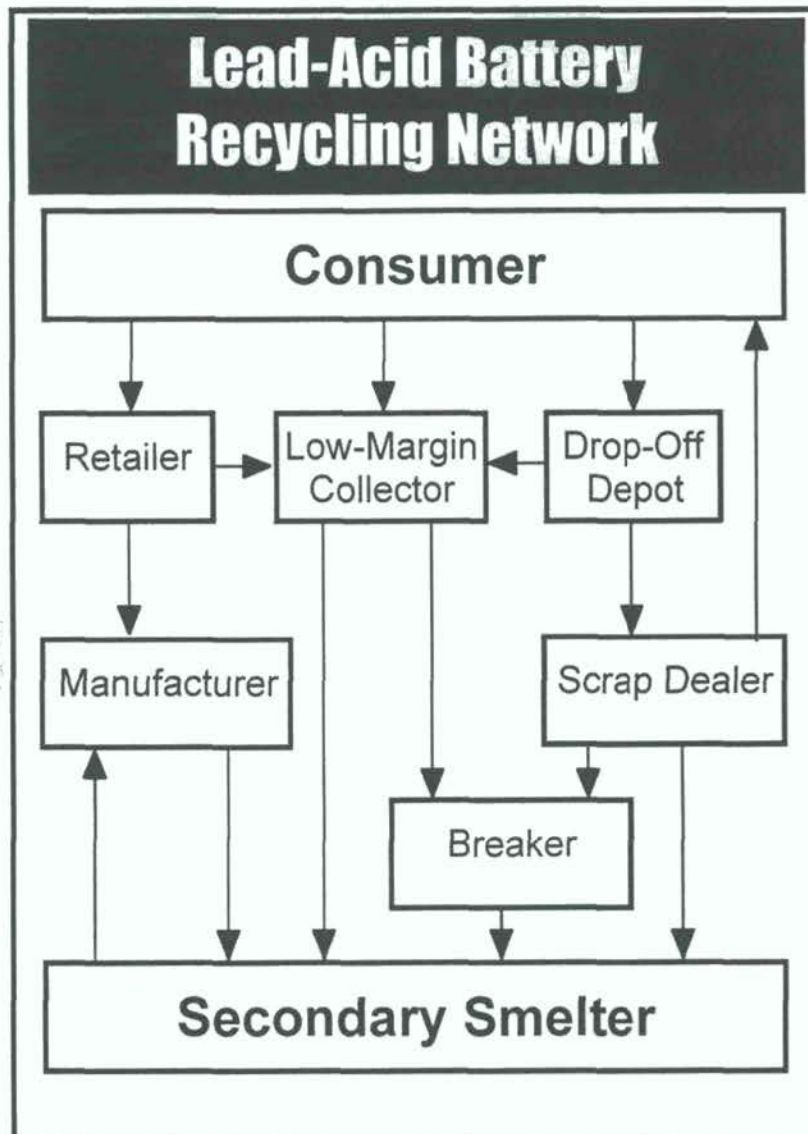 Lead-Acid Battery
Recycling Network
Consumer
Retailer
Low-Margin
Collector
Drop-Off
Depot
Manufacturer
Scrap Dealer
Breaker
Secondary Smelter